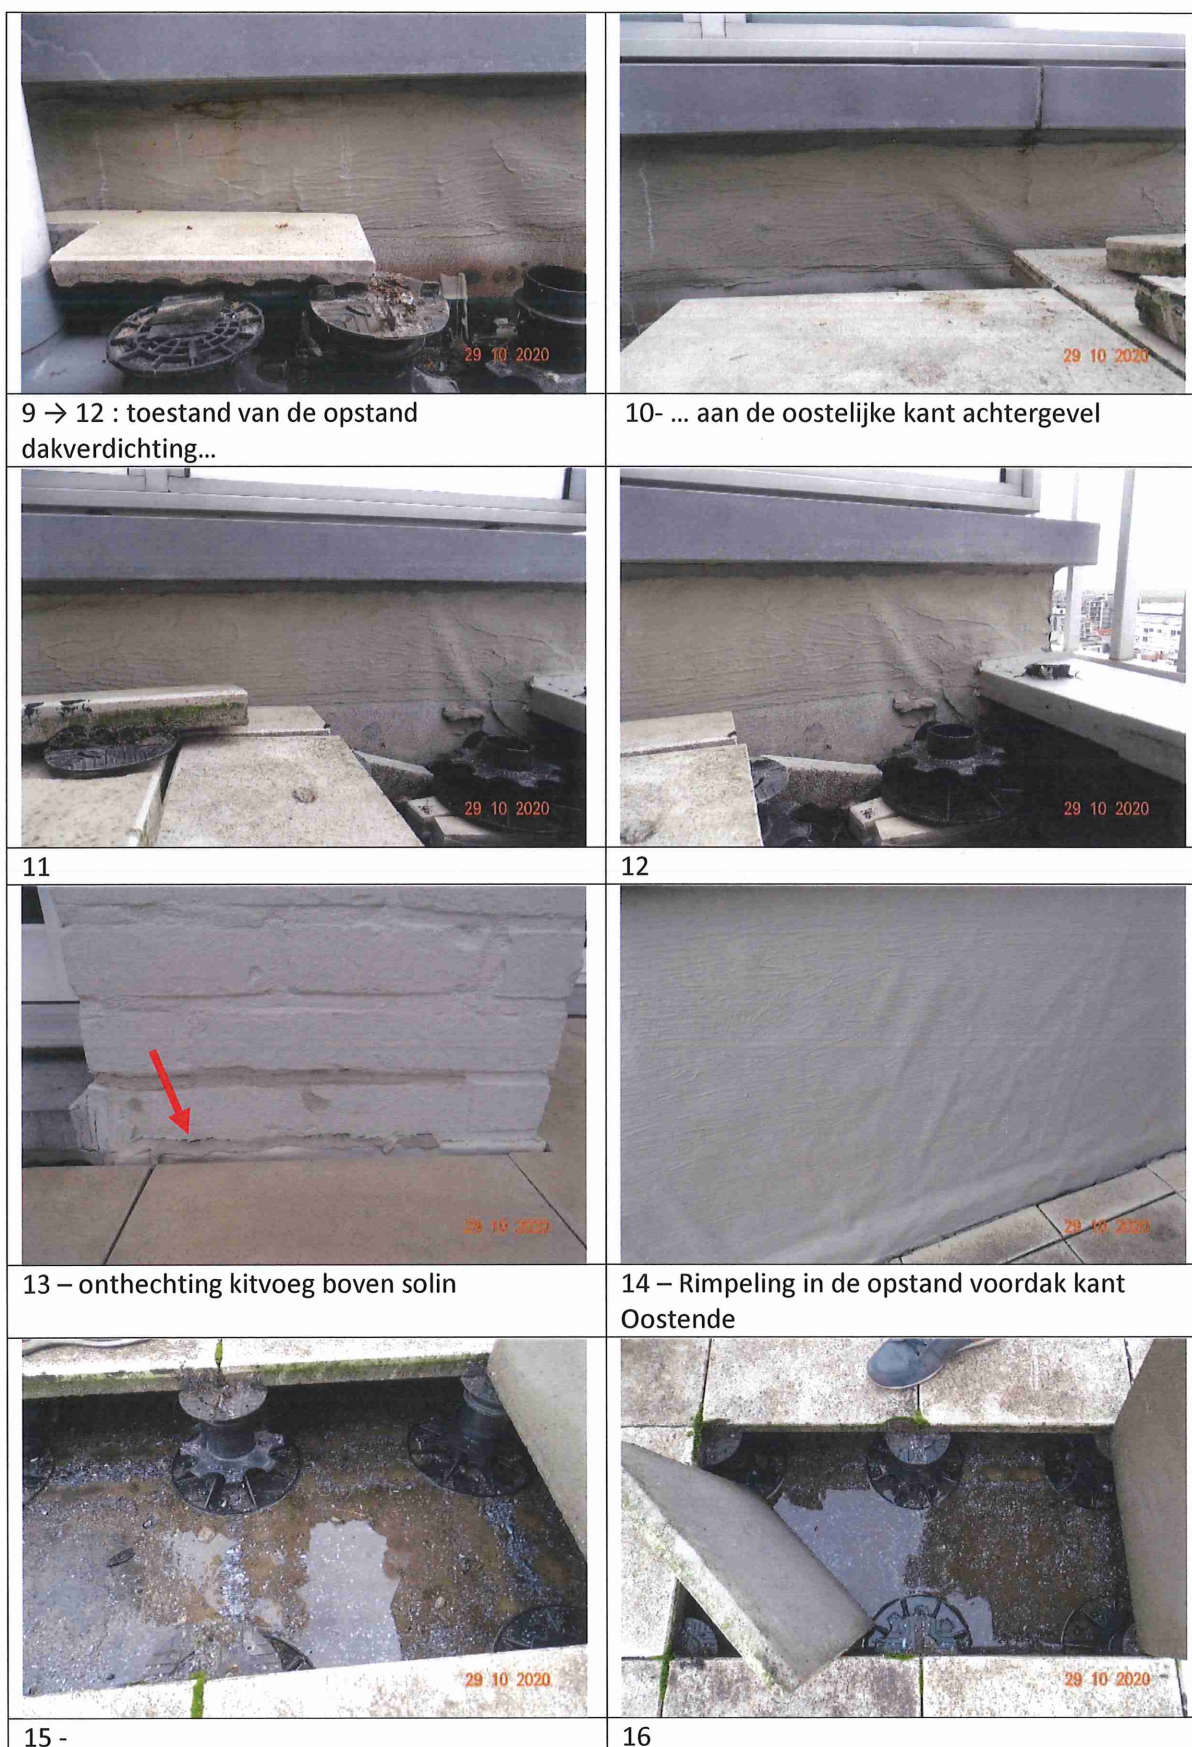 29 10 2020
29 10 2020
9 → 12 : toestand van de opstand
dakverdichting...
10- ... aan de oostelijke kant achtergevel
29 10 2020
29 10 2020
11
12
29 10 2020
29 10 2020
13 – onthechting kitvoeg boven solin
14 – Rimpeling in de opstand voordak kant
Oostende
29 10 2020
29 10 2020
15 -
16